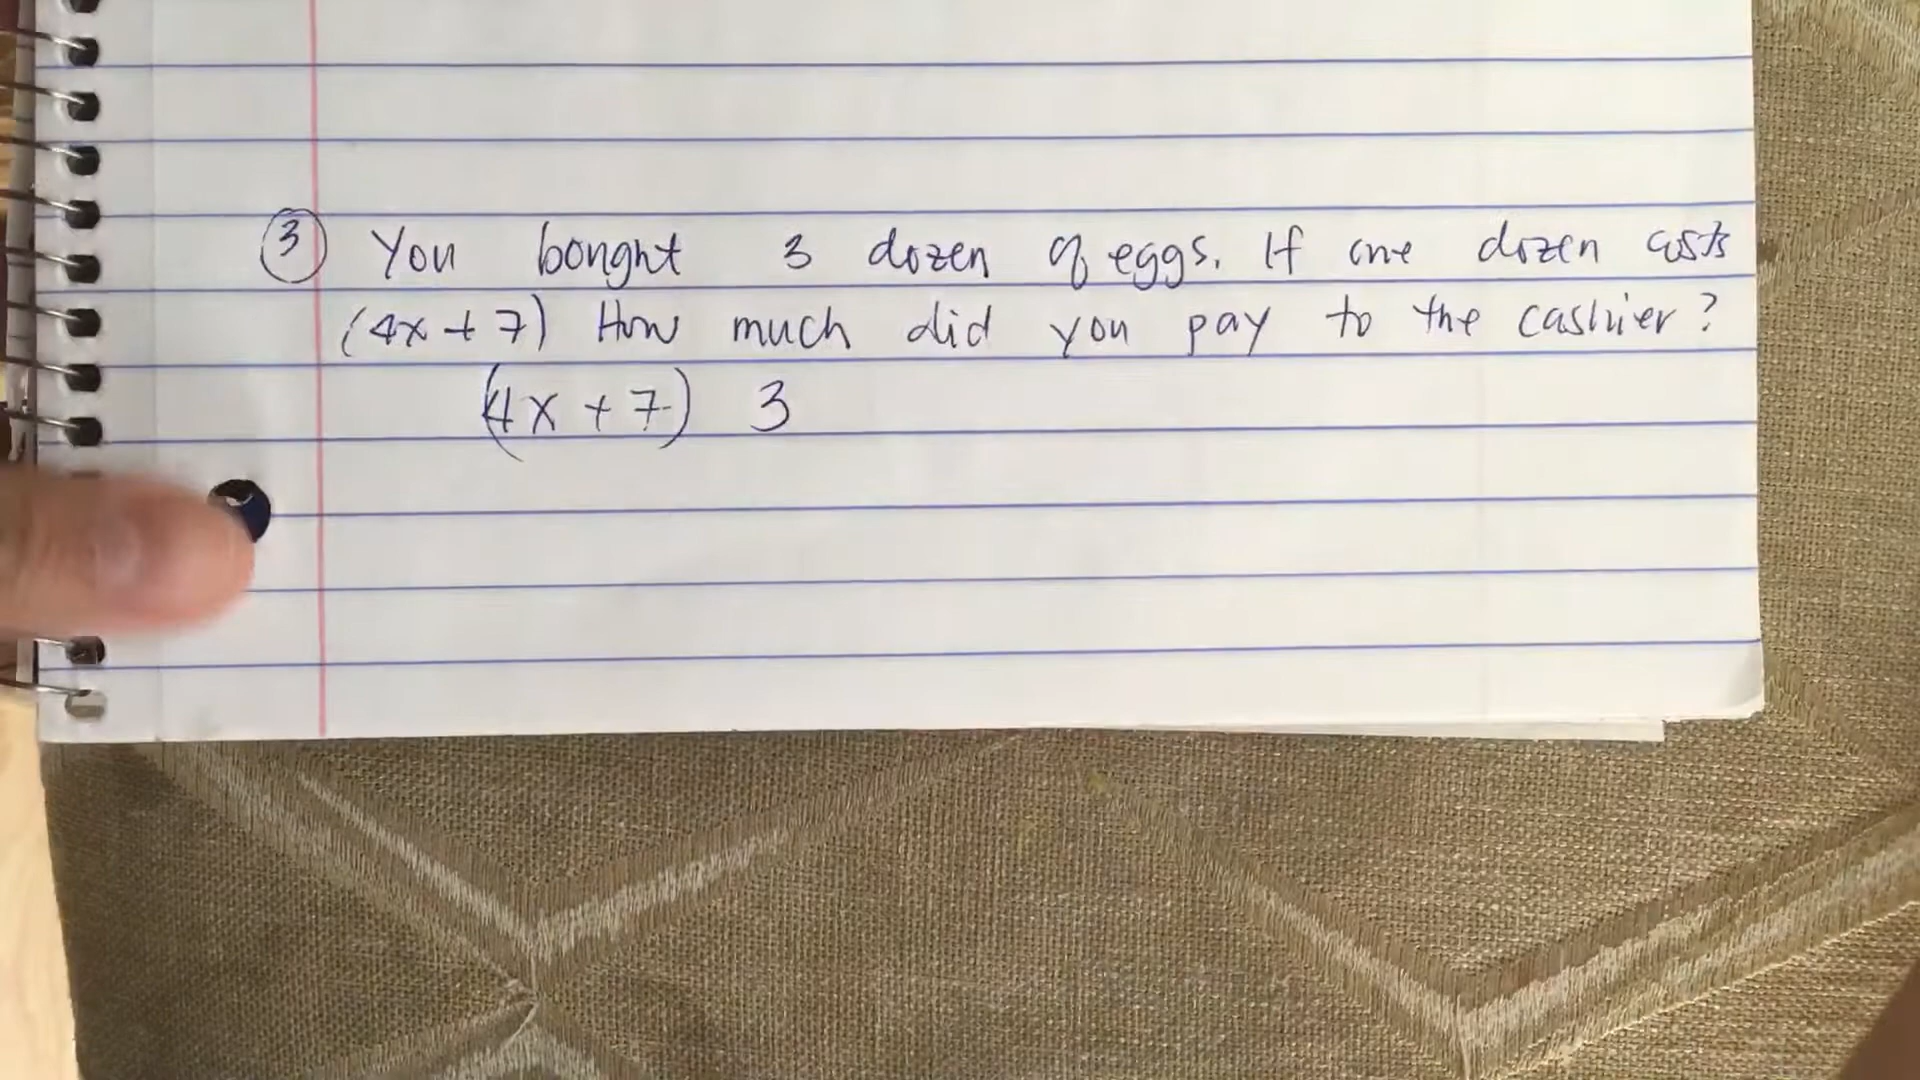 3 You bought 3 dozen of eggs. If one dozen costs
(4x + 7) How much did you pay to the cashier?
(4x + 7) 3